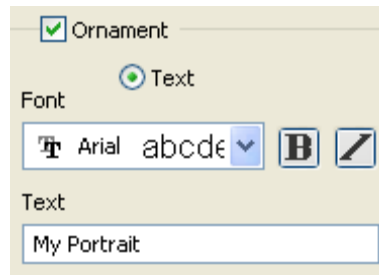 Ornament
Text
Font
Arial abcde B I
Text
My Portrait